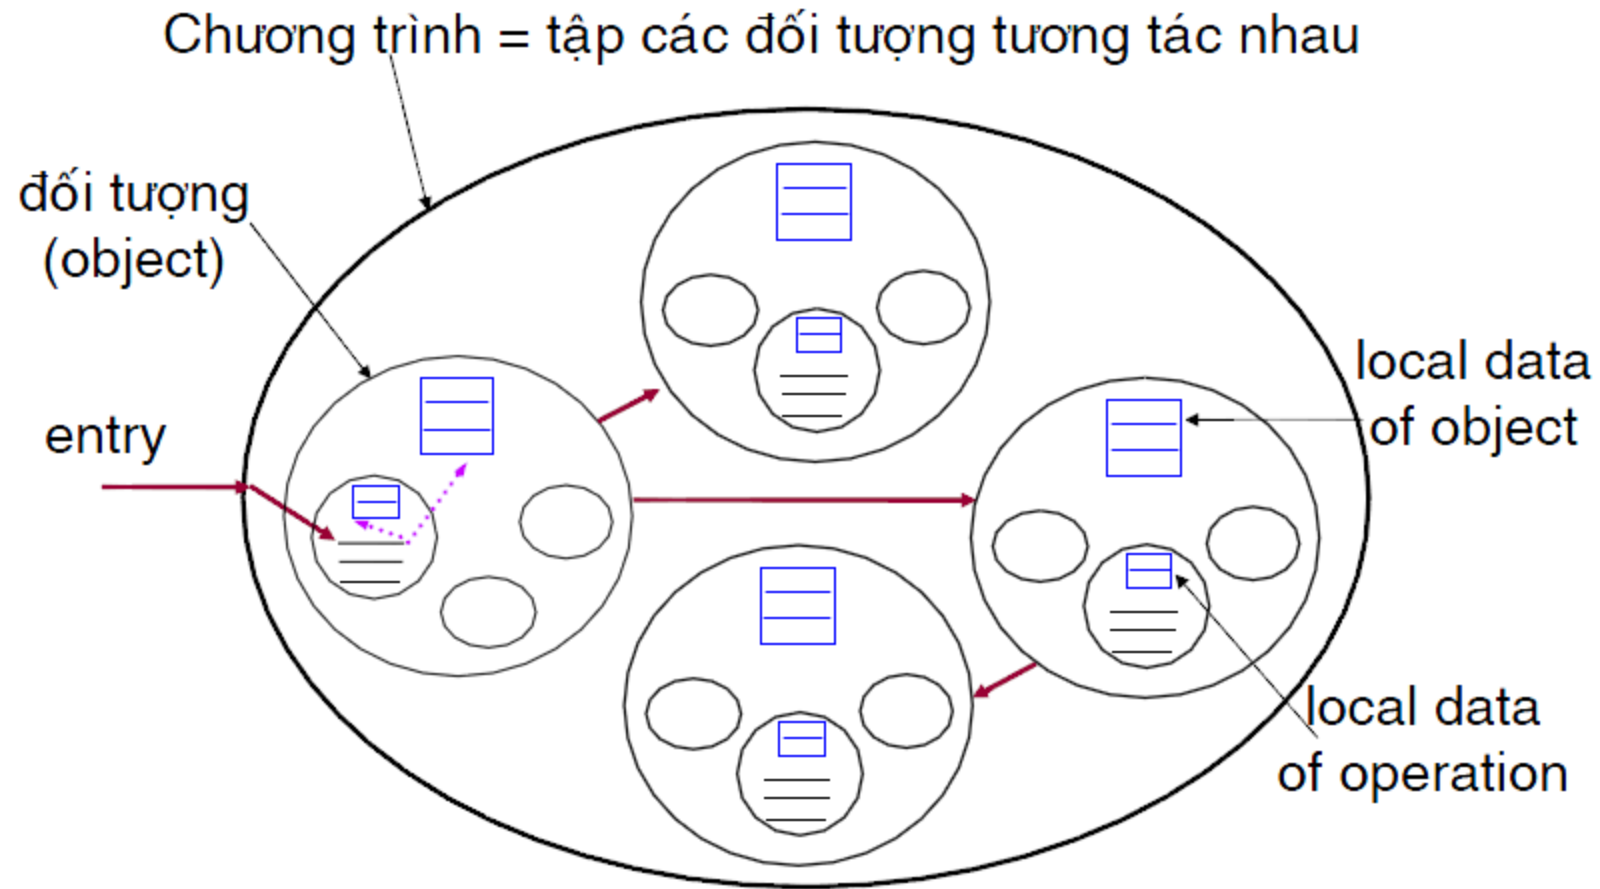 Chương trình = tập các đối tượng tương tác nhau
đối tượng
(object)
entry
local data
of object
local data
of operation